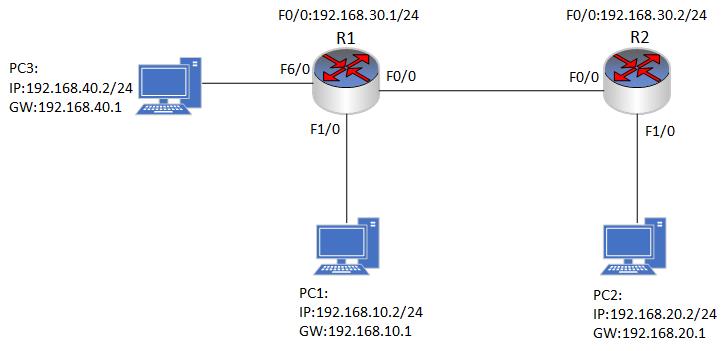 F0/0:192.168.30.1/24
F0/0:192.168.30.2/24
R1
R2
PC3:
IP:192.168.40.2/24
GW:192.168.40.1
F6/0
F0/0
F0/0
F1/0
F1/0
PC1:
IP:192.168.10.2/24
GW:192.168.10.1
PC2:
IP:192.168.20.2/24
GW:192.168.20.1